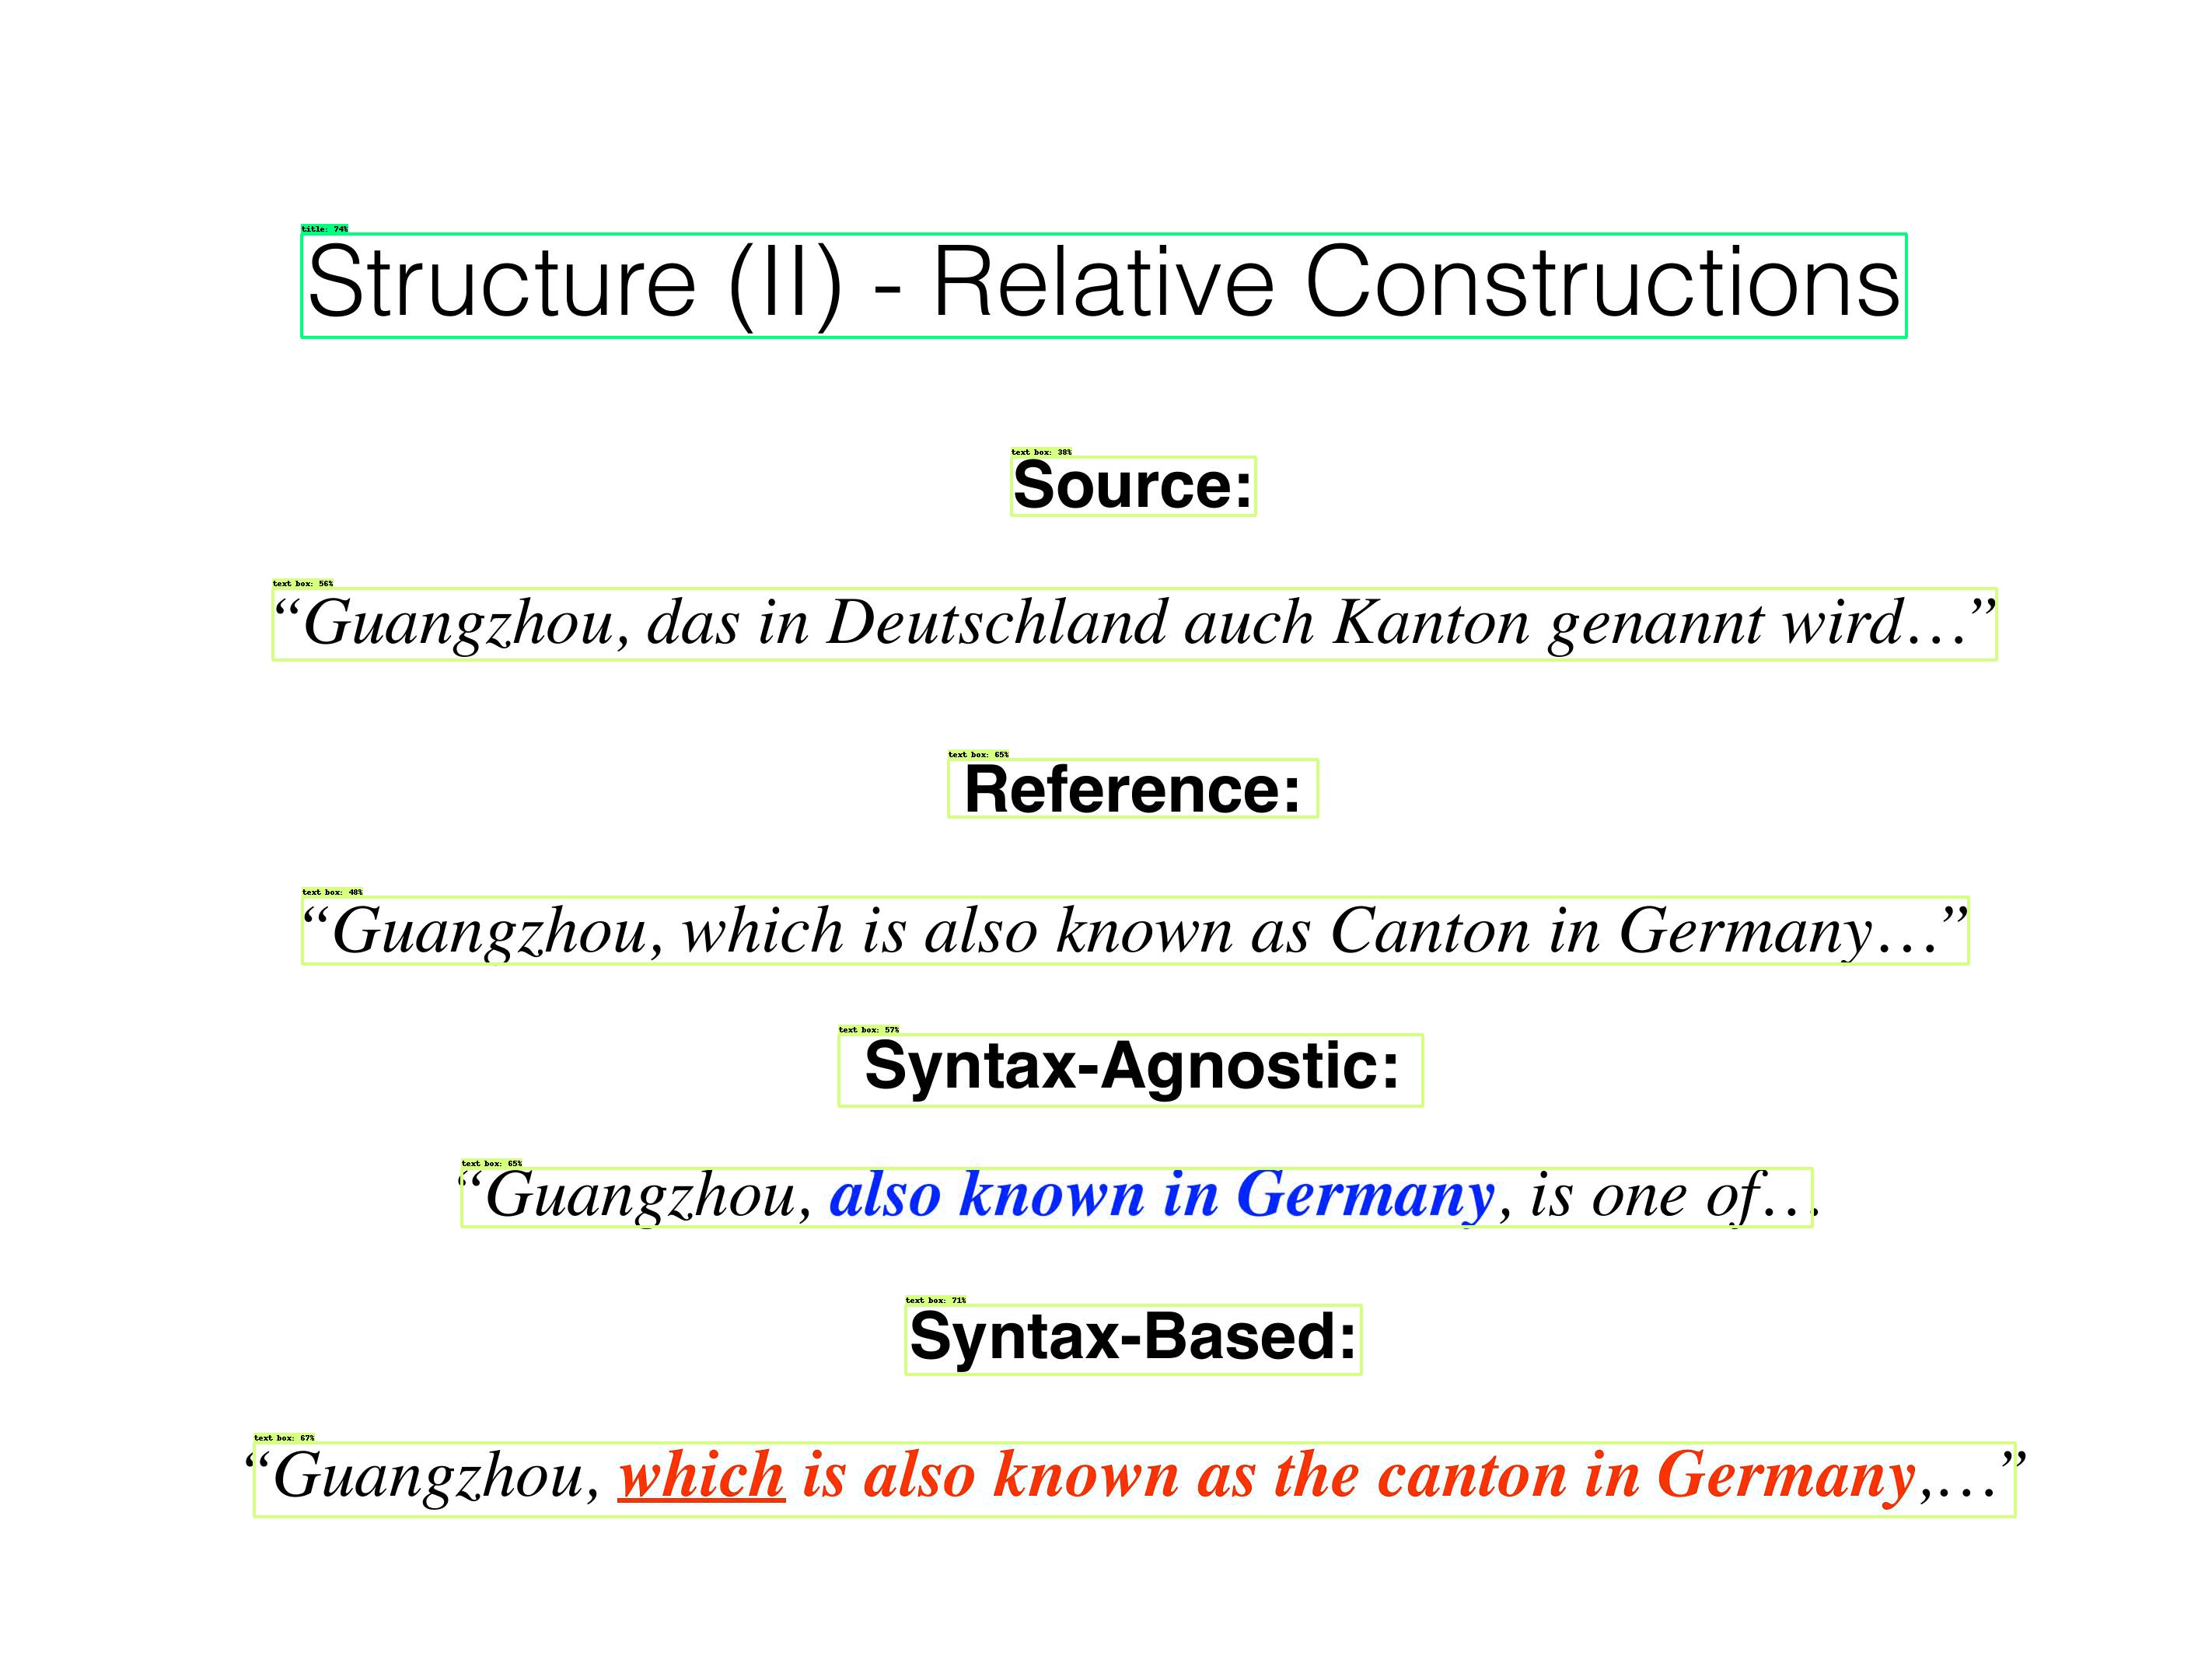 title: 74%
Structure (II) - Relative Constructions
text box: 38%
Source:
text box: 56%
“Guangzhou, das in Deutschland auch Kanton genannt wird…”
text box: 65%
Reference:
text box: 48%
“Guangzhou, which is also known as Canton in Germany…”
text box: 57%
Syntax-Agnostic:
text box: 65%
“Guangzhou, also known in Germany, is one of…
text box: 71%
Syntax-Based:
text box: 67%
“Guangzhou, which is also known as the canton in Germany,…”